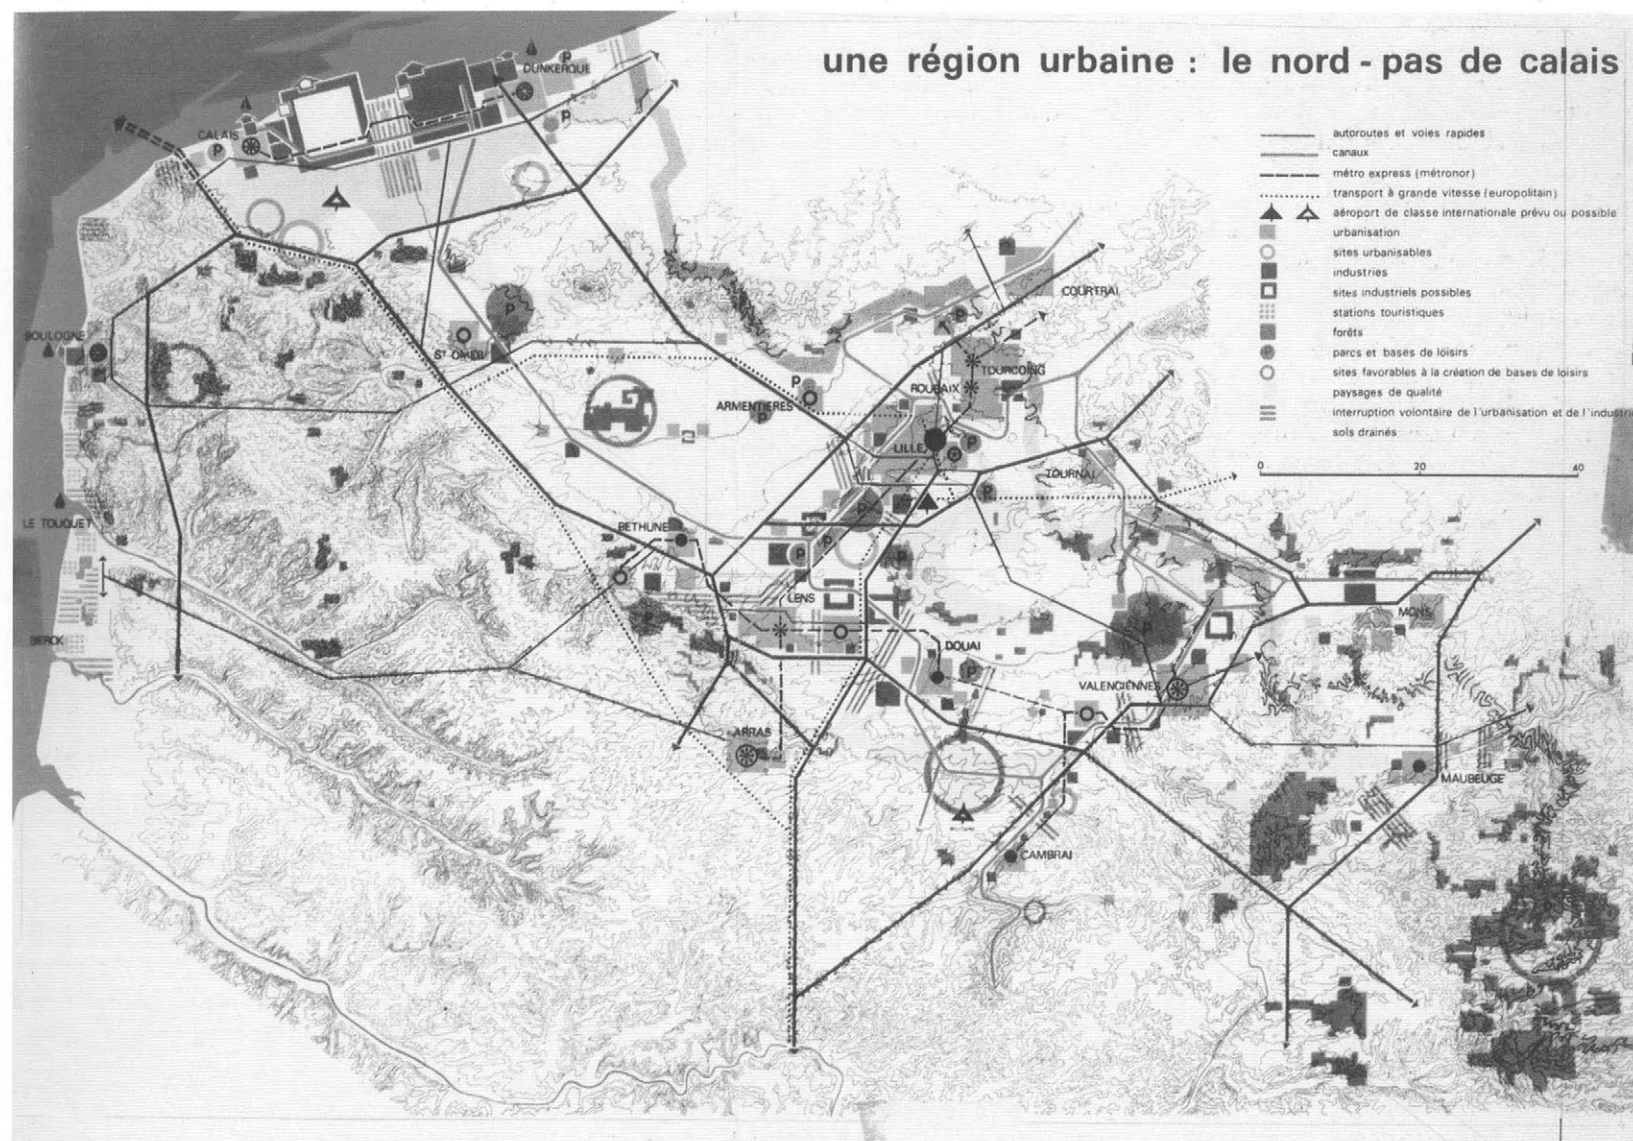 une région urbaine : le nord - pas de calais
autoroutes et voies rapides
canaux
métro express (métronor)
transport à grande vitesse (europolitain)
aéroport de classe internationale prévu ou possible
urbanisation
sites urbanisables
industries
sites industriels possibles
stations touristiques
forêts
P parcs et bases de loisirs
sites favorables à la création de bases de loisirs
paysages de qualité
interruption volontaire de l'urbanisation et de l'industri
sols drainés
0 20 40
DUNKERQUE
P
P
CALAIS
P
COURTRAI
BOULOGNE
P
ST OMER
P
TOURCOING
ROUBAIX
P
ARMENTIERES
P
LILLE
P
TOURNAI
P
LE TOUQUET
BETHUNE
P
P
P
P
LENS
P
MONS
BERCK
DOUAI
P
VALENCIENNES
ARRAS
MAUBEUGE
CAMBRAI